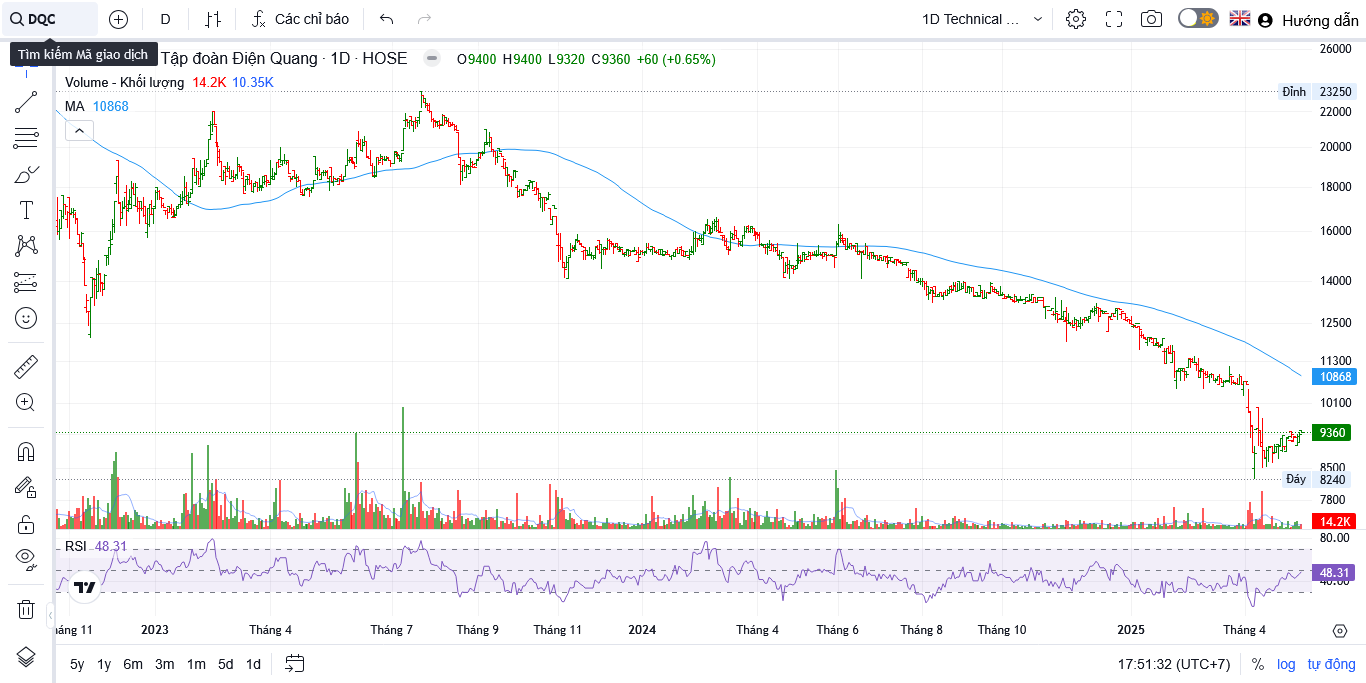 DQC
D
Các chỉ báo
1D Technical ...
Hướng dẫn
Tìm kiếm Mã giao dịch
Tập đoàn Điện Quang · 1D · HOSE
O9400 H9400 L9320 C9360 +60 (+0.65%)
Volume - Khối lượng 14.2K 10.35K
MA 10868
26000
Đỉnh 23250
22000
20000
18000
16000
14000
12500
11300
10868
10100
9360
8500
Đáy 8240
7800
14.2K
RSI 48.31
80.00
48.31
40.00
háng 11 2023 Tháng 4 Tháng 7 Tháng 9 Tháng 11 2024 Tháng 4 Tháng 6 Tháng 8 Tháng 10 2025 Tháng 4
5y 1y 6m 3m 1m 5d 1d
17:51:32 (UTC+7) % log tự động